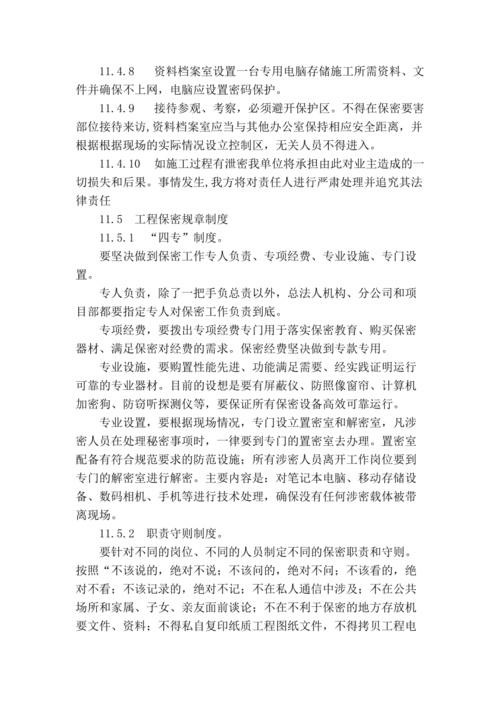 11.4.8 资料档案室设置一台专用电脑存储施工所需资料、文
件并确保不上网，电脑应设置密码保护。
11.4.9 接待参观、考察，必须避开保护区。不得在保密要害
部位接待来访,资料档案室应当与其他办公室保持相应安全距离，并
根据根据现场的实际情况设立控制区，无关人员不得进入。
11.4.10 如施工过程有泄密我单位将承担由此对业主造成的一
切损失和后果。事情发生,我方将对责任人进行严肃处理并追究其法
律责任
11.5 工程保密规章制度
11.5.1 “四专”制度。
要坚决做到保密工作专人负责、专项经费、专业设施、专门设
置。
专人负责，除了一把手负总责以外，总法人机构、分公司和项
目部都要指定专人对保密工作负责到底。
专项经费，要拨出专项经费专门用于落实保密教育、购买保密
器材、满足保密对经费的需求。保密经费坚决做到专款专用。
专业设施，要购置性能先进、功能满足需要、经实践证明运行
可靠的专业器材。目前的设想是要有屏蔽仪、防照像窗帘、计算机
加密狗、防窃听探测仪等，要保证所有保密设备高效可靠运行。
专业设置，要根据现场情况，专门设立置密室和解密室，凡涉
密人员在处理秘密事项时，一律要到专门的置密室去办理。置密室
配备有符合规范要求的防范设施；所有涉密人员离开工作岗位要到
专门的解密室进行解密。主要内容是：对笔记本电脑、移动存储设
备、数码相机、手机等进行技术处理，确保没有任何涉密载体被带
离现场。
11.5.2 职责守则制度。
要针对不同的岗位、不同的人员制定不同的保密职责和守则。
按照“不该说的，绝对不说；不该问的，绝对不问；不该看的，绝
对不看；不该记录的，绝对不记；不在私人通信中涉及；不在公共
场所和家属、子女、亲友面前谈论；不在不利于保密的地方存放机
要文件、资料；不得私自复印纸质工程图纸文件，不得拷贝工程电